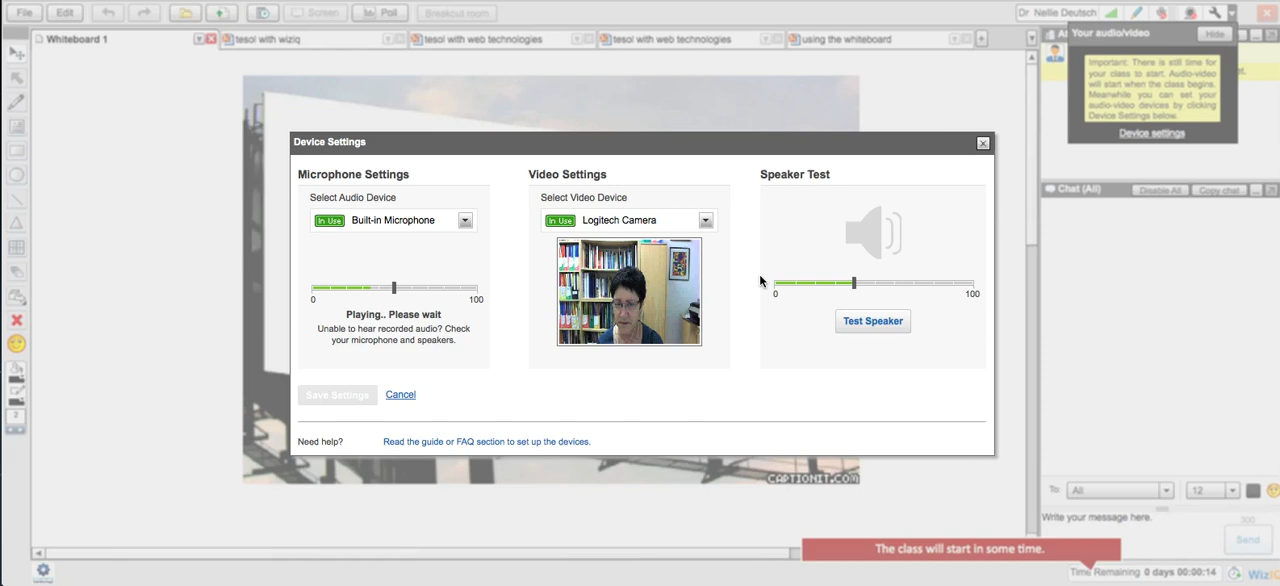 File
Edit
Screen
Poll
Breakout room
Dr Nellie Deutsch
Whiteboard 1
tesol with wiziq
tesol with web technologies
tesol with web technologies
using the whiteboard
Your audio/video
Hide
Important: There is still time for
your class to start. Audio-video
will start when the class begins.
Meanwhile you can set your
audio-video devices by clicking
Device Settings below.
Device settings
Device Settings
Microphone Settings
Select Audio Device
In Use Built-in Microphone
0 100
Playing.. Please wait
Unable to hear recorded audio? Check
your microphone and speakers.
Video Settings
Select Video Device
In Use Logitech Camera
Speaker Test
0 100
Test Speaker
Save Settings
Cancel
Need help?
Read the guide or FAQ section to set up the devices.
Chat (All)
Disable All
Copy chat
2
CAPTIONIT.COM
To:
All
12
Write your message here.
300
Send
The class will start in some time.
Time Remaining 0 days 00:00:14